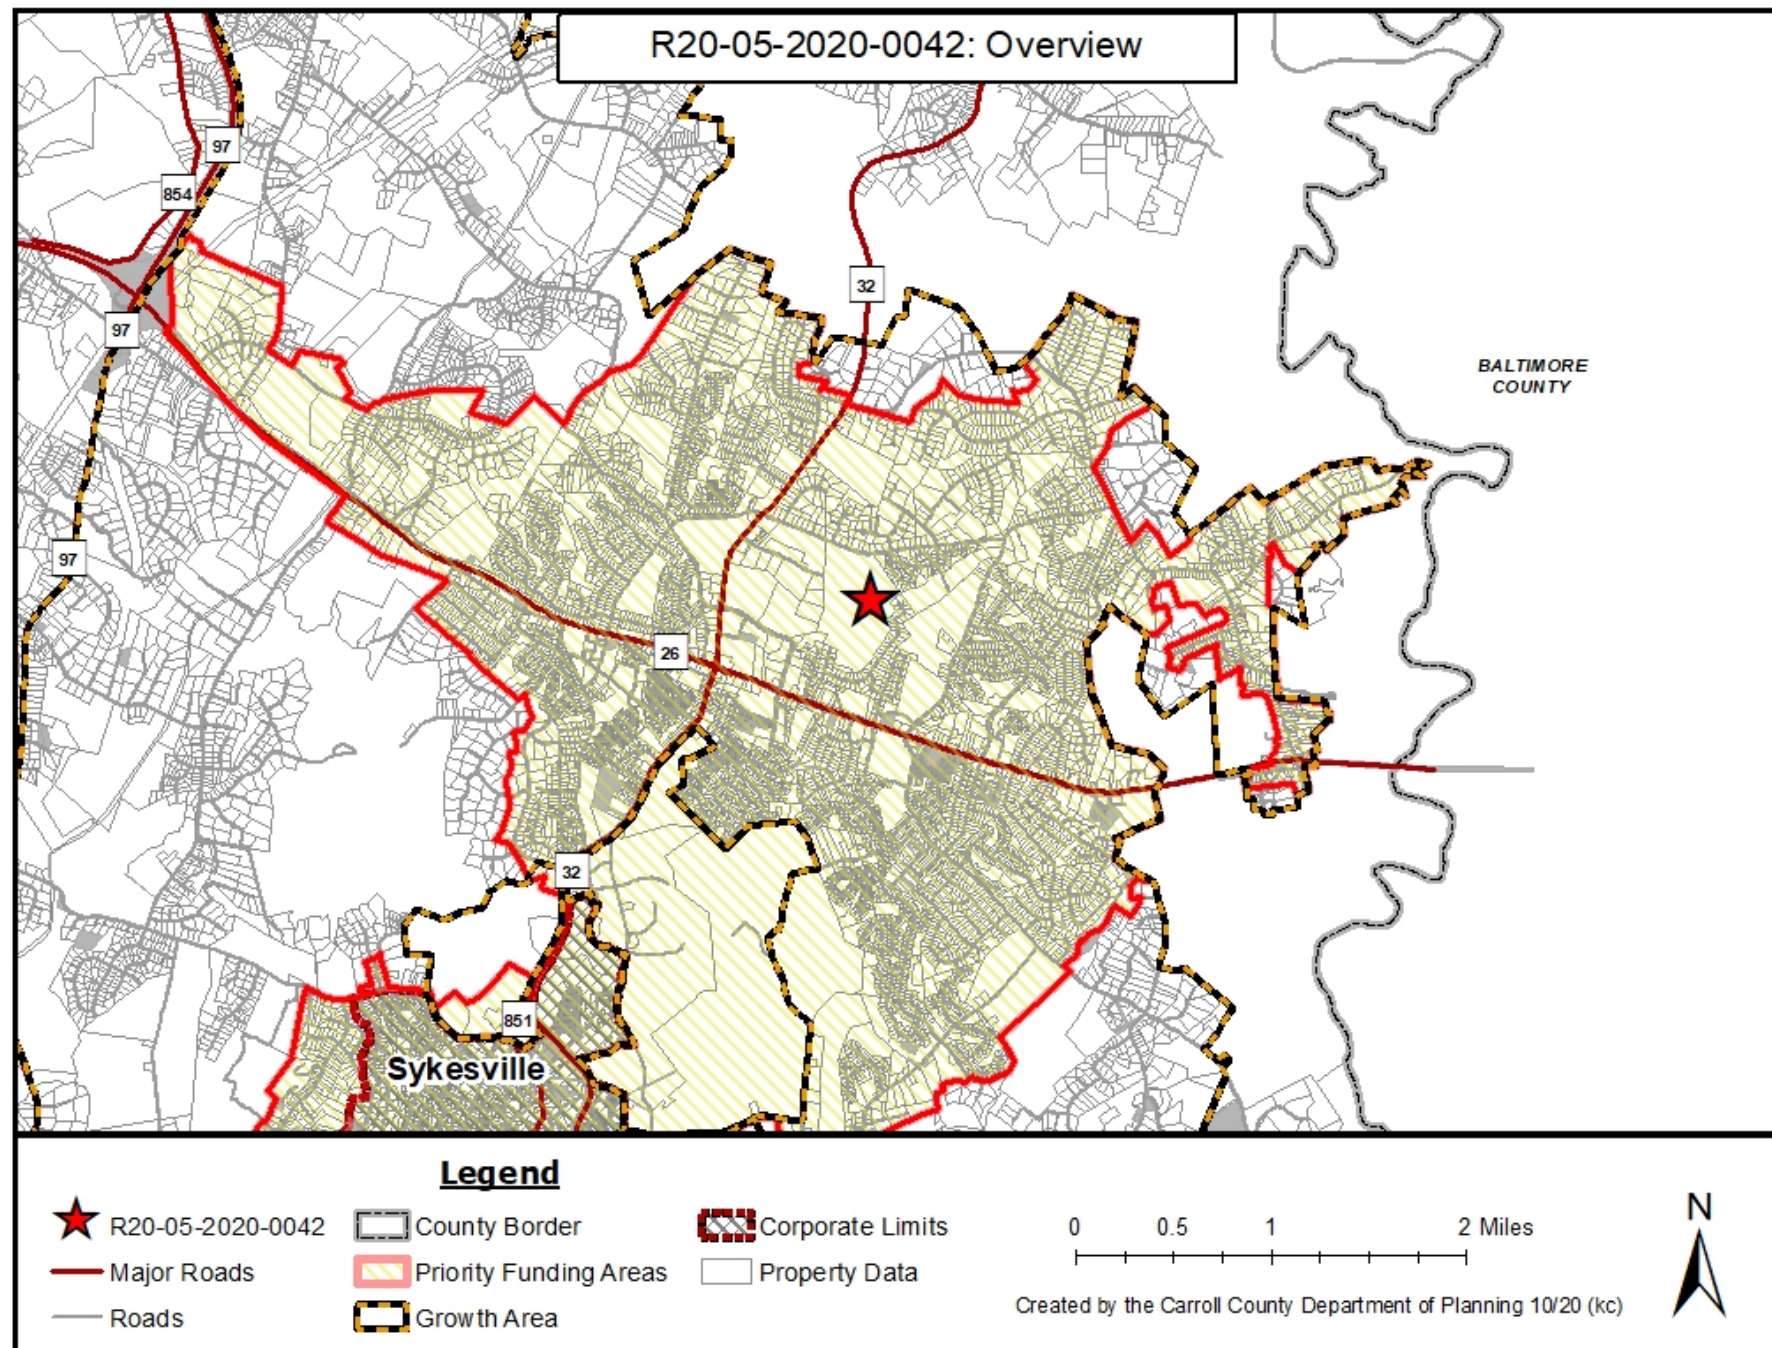 R20-05-2020-0042: Overview
97
854
32
97
BALTIMORE
COUNTY
97
26
32
851
Sykesville
Legend
R20-05-2020-0042
Major Roads
Roads
County Border
Priority Funding Areas
Growth Area
Corporate Limits
Property Data
0 0.5 1 2 Miles
Created by the Carroll County Department of Planning 10/20 (kc)
N